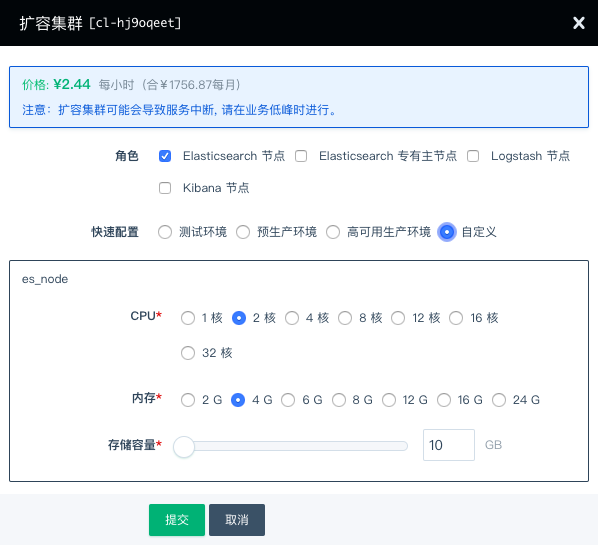 扩容集群 [cl-hj9oqeet]
价格: ¥2.44 每小时（合￥1756.87每月）
注意：扩容集群可能会导致服务中断, 请在业务低峰时进行。
角色 Elasticsearch 节点 Elasticsearch 专有主节点 Logstash 节点
Kibana 节点
快速配置 测试环境 预生产环境 高可用生产环境 自定义
es_node
CPU* 1 核 2 核 4 核 8 核 12 核 16 核
32 核
内存* 2 G 4 G 6 G 8 G 12 G 16 G 24 G
存储容量* 10 GB
提交 取消